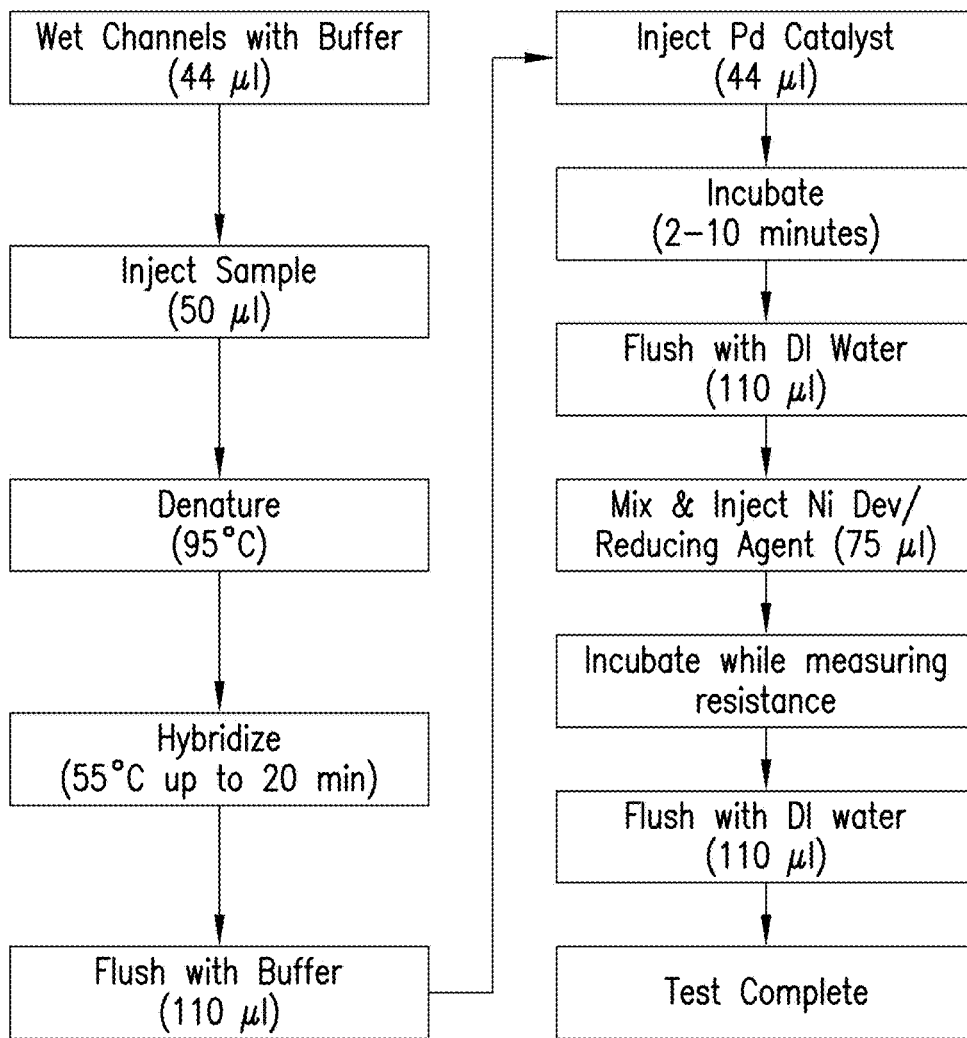 Wet Channels with Buffer
(44 μl)
Inject Sample
(50 μl)
Denature
(95°C)
Hybridize
(55°C up to 20 min)
Flush with Buffer
(110 μl)
Inject Pd Catalyst
(44 μl)
Incubate
(2–10 minutes)
Flush with DI Water
(110 μl)
Mix & Inject Ni Dev/
Reducing Agent (75 μl)
Incubate while measuring
resistance
Flush with DI water
(110 μl)
Test Complete